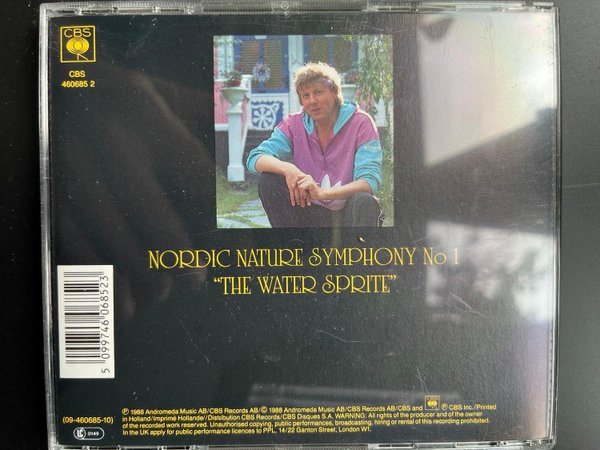 CBS
CBS
460685 2
NORDIC NATURE SYMPHONY No 1
"THE WATER SPRITE"
5 099746 068523
(09-460685-10)
℗ 1988 Andromeda Music AB/CBS Records AB/© 1988 Andromeda Music AB/CBS Records AB/CBS and ℗ CBS Inc./Printed
in Holland/Imprimé Hollande/Distribution CBS Records/CBS Disques S.A. WARNING: All rights of the producer and of the owner
of the recorded work reserved. Unauthorised copying, public performance, broadcasting, hiring or rental of this recording prohibited.
In the UK apply for public performance licences to PPL, 14/22 Ganton Street, London W1.
LC
0149